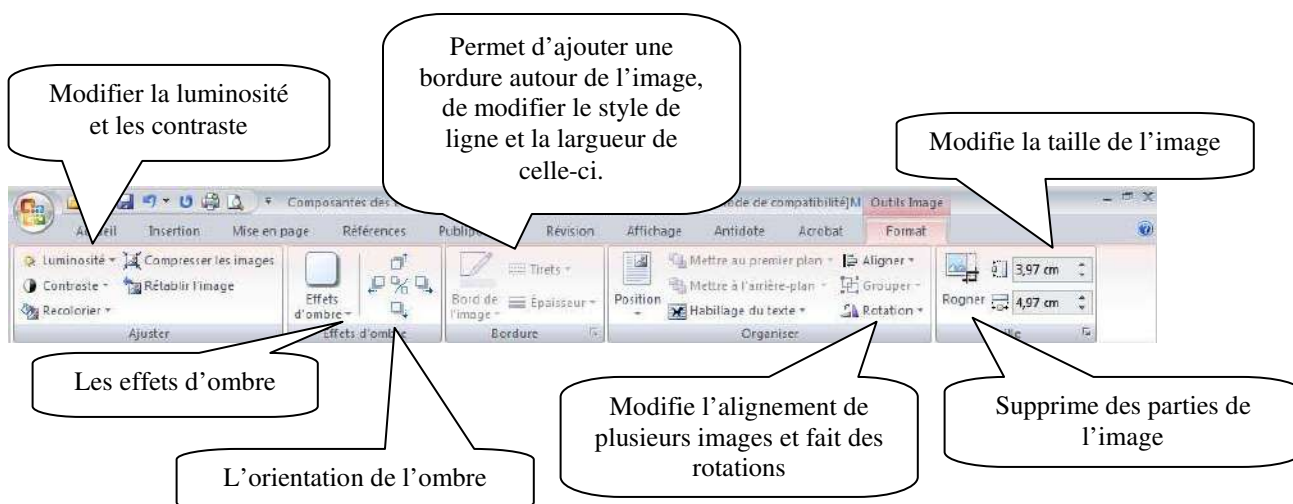 Permet d'ajouter une
bordure autour de l'image,
de modifier le style de
ligne et la largueur de
celle-ci.
Modifier la luminosité
et les contraste
Modifie la taille de l'image
Composantes des
de de compatibilité]M
Outils Image
Insertion
Mise en page
Références
Révision
Affichage
Antidote
Acrobat
Format
Luminosité
Compresser les images
Contraste
Rétablir l'image
Recolorier
Ajuster
Effets
d'ombre
Effets d'ombre
Bord de
l'image
Tirets
Épaisseur
Bordure
Position
Mettre au premier plan
Mettre à l'arrière-plan
Habillage du texte
Aligner
Grouper
Rotation
Organiser
Rogner
3,97 cm
4,97 cm
Les effets d'ombre
L'orientation de l'ombre
Modifie l'alignement de
plusieurs images et fait des
rotations
Supprime des parties de
l'image